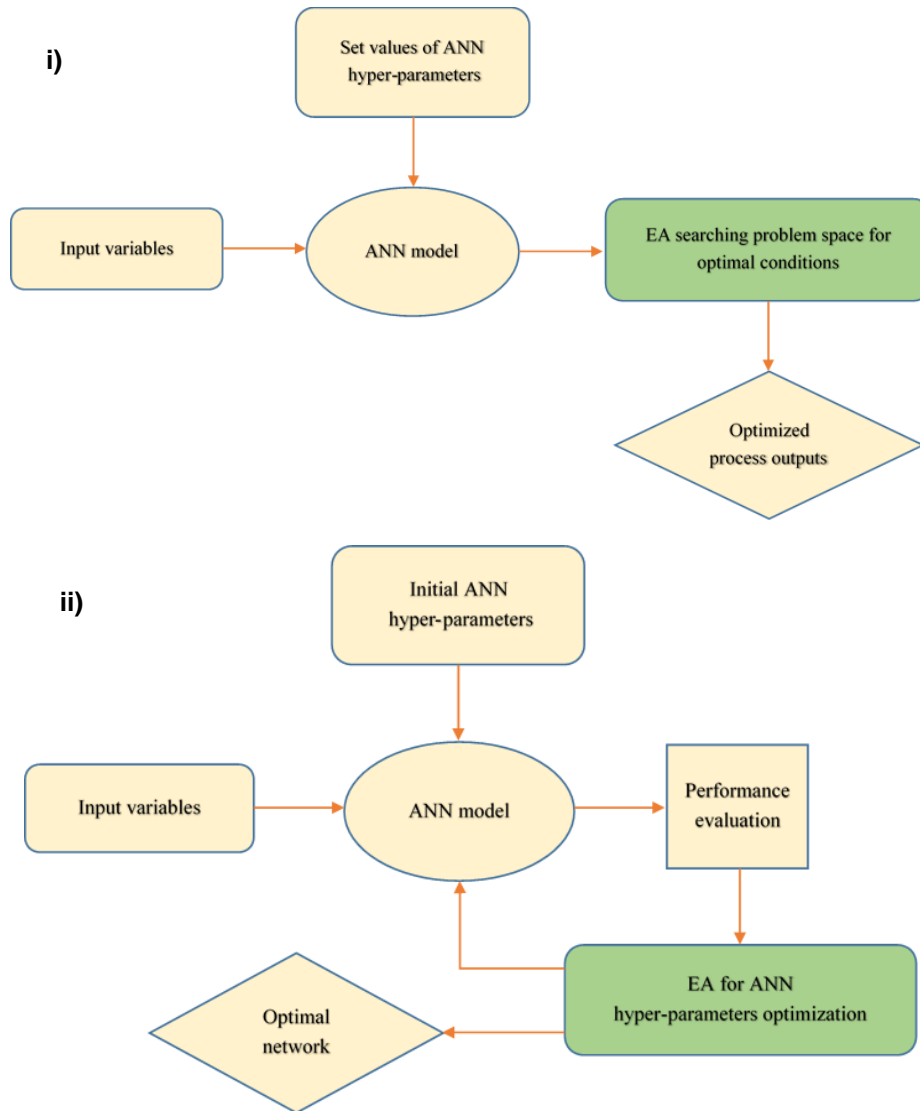 i)
Set values of ANN
hyper-parameters
Input variables
ANN model
EA searching problem space for
optimal conditions
Optimized
process outputs
ii)
Initial ANN
hyper-parameters
Input variables
ANN model
Performance
evaluation
EA for ANN
hyper-parameters optimization
Optimal
network